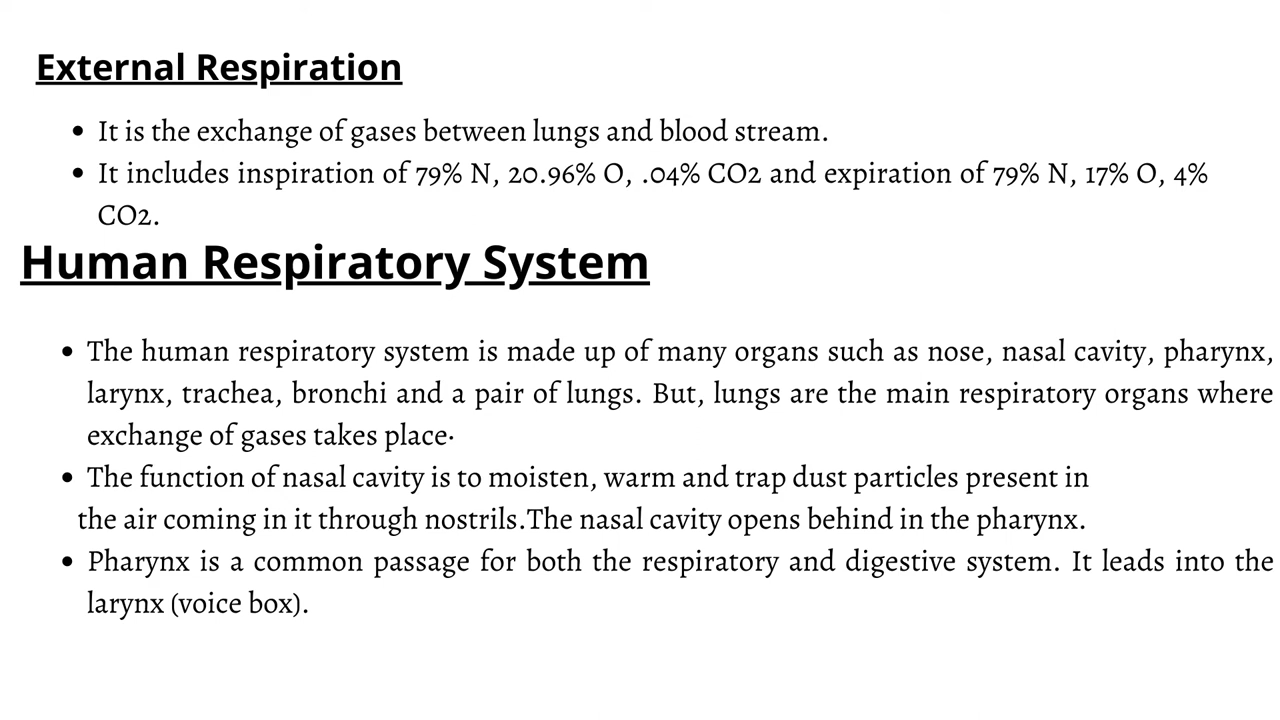 External Respiration
• It is the exchange of gases between lungs and blood stream.
• It includes inspiration of 79% N, 20.96% O, .04% CO2 and expiration of 79% N, 17% O, 4%
CO2.
Human Respiratory System
• The human respiratory system is made up of many organs such as nose, nasal cavity, pharynx,
larynx, trachea, bronchi and a pair of lungs. But, lungs are the main respiratory organs where
exchange of gases takes place·
• The function of nasal cavity is to moisten, warm and trap dust particles present in
the air coming in it through nostrils.The nasal cavity opens behind in the pharynx.
• Pharynx is a common passage for both the respiratory and digestive system. It leads into the
larynx (voice box).